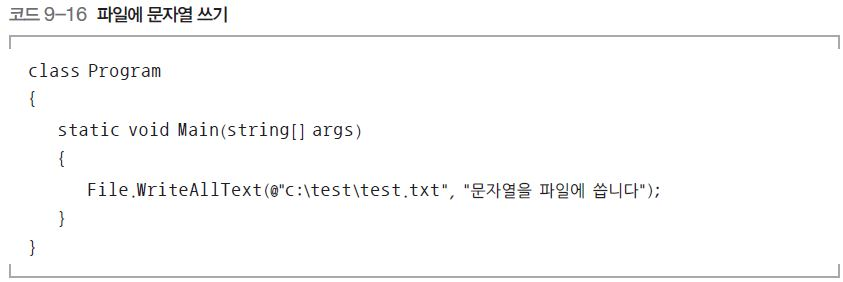 코드 9-16 파일에 문자열 쓰기
class Program
{
static void Main(string[] args)
{
File.WriteAllText(@"c:\test\test.txt", "문자열을 파일에 씁니다");
}
}